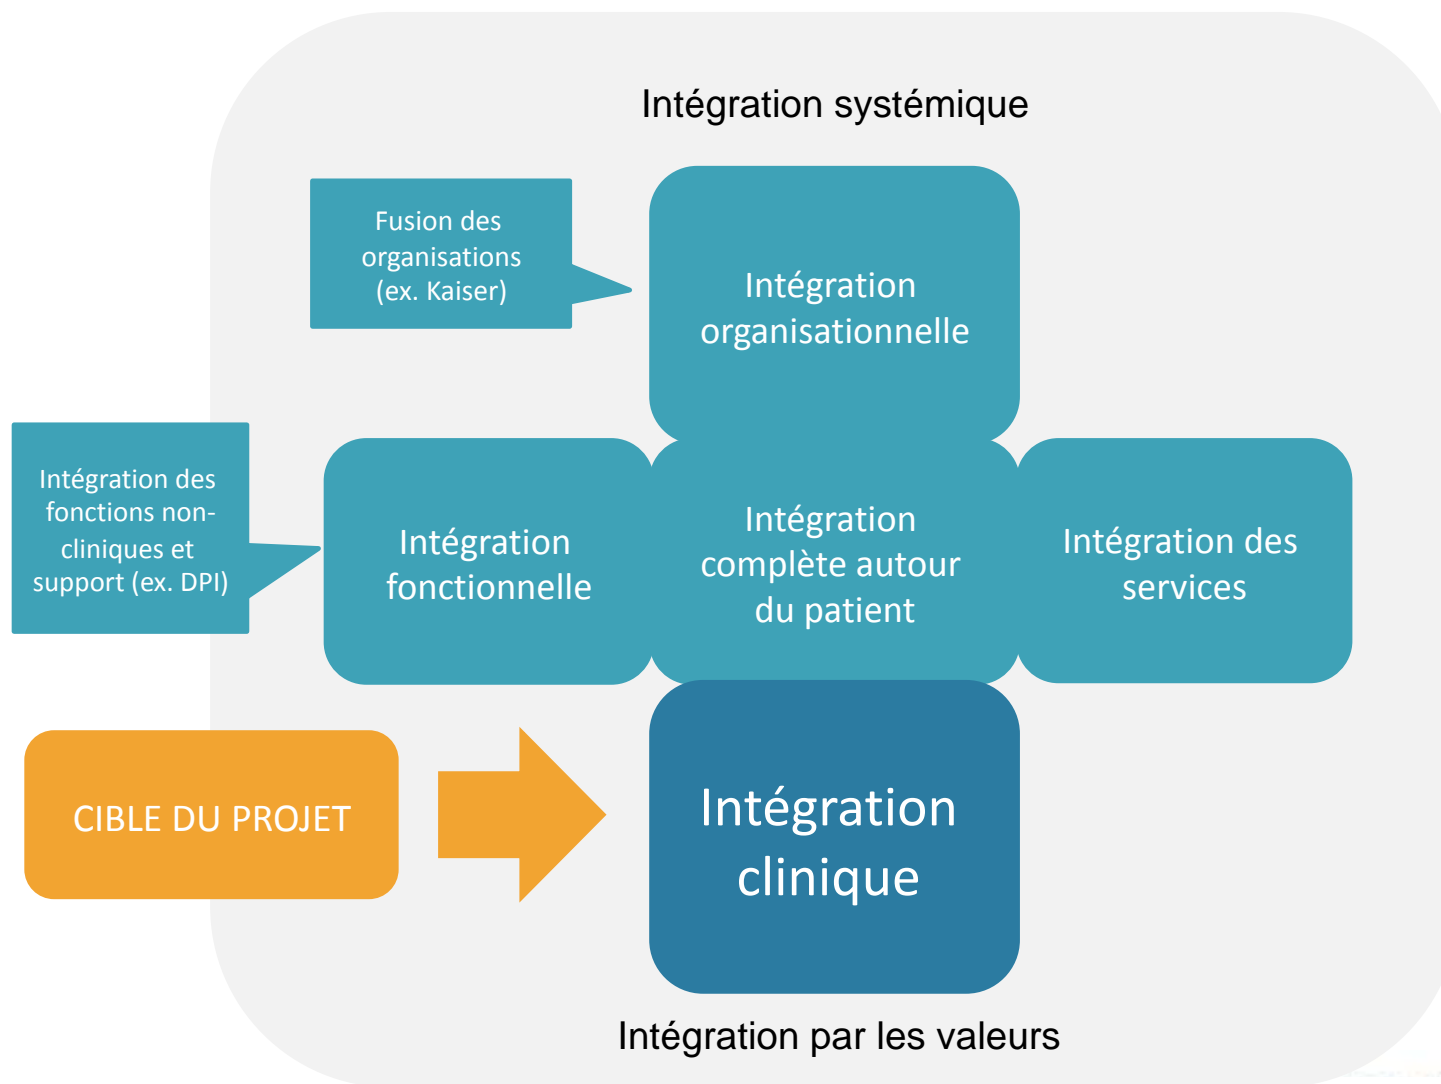 Intégration systémique
Fusion des
organisations
(ex. Kaiser)
Intégration
organisationnelle
Intégration des
fonctions non-
cliniques et
support (ex. DPI)
Intégration
fonctionnelle
Intégration
complète autour
du patient
Intégration des
services
CIBLE DU PROJET
Intégration
clinique
Intégration par les valeurs